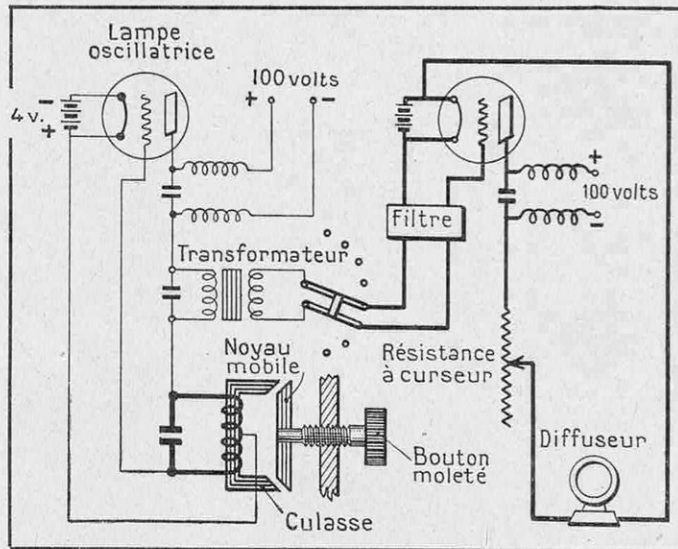 Lampe
oscillatrice
100 volts
+ -
-
4 v.
+
+
100 volts
-
Filtre
Transformateur
Noyau
mobile
Résistance
à curseur
Bouton
moleté
Diffuseur
Culasse